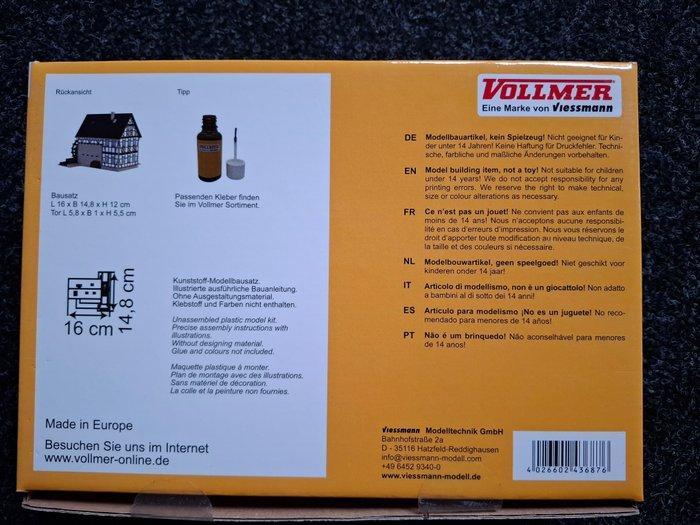 Rückansicht
Tipp
VOLLMER
Bausatz
L 16 x B 14,8 x H 12 cm
Tor L 5,8 x B 1 x H 5,5 cm
Passenden Kleber finden
Sie im Vollmer Sortiment.
16 cm
14,8 cm
Kunststoff-Modellbausatz.
Illustrierte ausführliche Bauanleitung.
Ohne Ausgestaltungsmaterial.
Klebstoff und Farben nicht enthalten.
Unassembled plastic model kit.
Precise assembly instructions with
illustrations.
Without designing material.
Glue and colours not included.
Maquette plastique à monter.
Plan de montage avec des illustrations.
Sans matériel de décoration.
La colle et la peinture non fournies.
Made in Europe
Besuchen Sie uns im Internet
www.vollmer-online.de
VOLLMER
Eine Marke von Viessmann
DE Modellbauartikel, kein Spielzeug! Nicht geeignet für Kin-
der unter 14 Jahren! Keine Haftung für Druckfehler. Techni-
sche, farbliche und maßliche Änderungen vorbehalten.
EN Model building item, not a toy! Not suitable for children
under 14 years! We do not accept responsibility for any
printing errors. We reserve the right to make technical,
size or colour alterations as necessary.
FR Ce n'est pas un jouet! Ne convient pas aux enfants de
moins de 14 ans! Nous n'acceptons aucune responsibi-
lité en cas d'erreurs d'impression. Nous vous réservons le
droit d'apporter toute modification au niveau technique, de
la taille et des couleurs si nécessaire.
NL Modelbouwartikel, geen speelgoed! Niet geschikt voor
kinderen onder 14 jaar!
IT Articolo di modellismo, non è un giocattolo! Non adatto
a bambini al di sotto dei 14 anni!
ES Artículo para modelismo ¡No es un juguete! No reco-
mendado para menores de 14 años!
PT Não é um brinquedo! Não aconselhável para menores
de 14 anos!
Viessmann Modelltechnik GmbH
Bahnhofstraße 2a
D - 35116 Hatzfeld-Reddighausen
info@viessmann-modell.com
+49 6452 9340-0
www.viessmann-modell.de
4 026602 436876